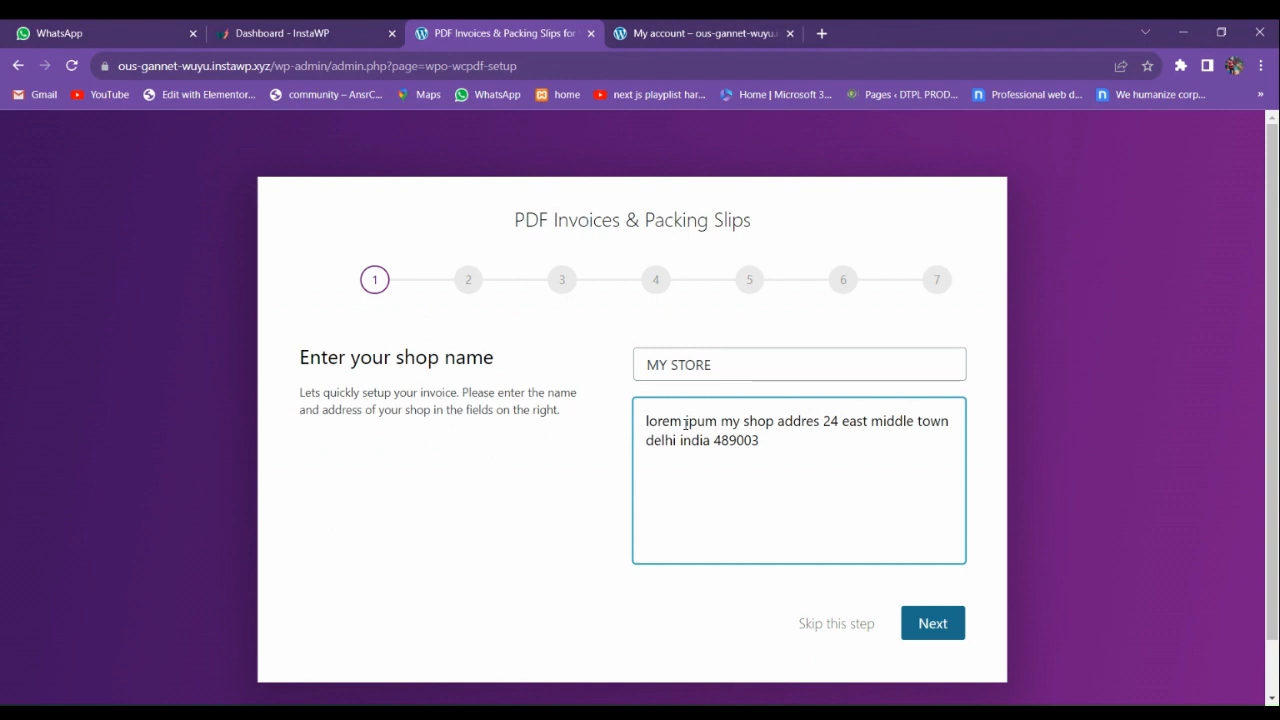 WhatsApp
Dashboard - InstaWP
PDF Invoices & Packing Slips for
My account – ous-gannet-wuyu.
ous-gannet-wuyu.instawp.xyz/wp-admin/admin.php?page=wpo-wcpdf-setup
Gmail
YouTube
Edit with Elementor...
community – AnsrC...
Maps
WhatsApp
home
next js playlist har...
Home | Microsoft 3...
Pages ‹ DTPL PROD...
Professional web d...
We humanize corp...
»
PDF Invoices & Packing Slips
1 2 3 4 5 6 7
Enter your shop name
Lets quickly setup your invoice. Please enter the name
and address of your shop in the fields on the right.
MY STORE
lorem ipum my shop addres 24 east middle town
delhi india 489003
Skip this step
Next